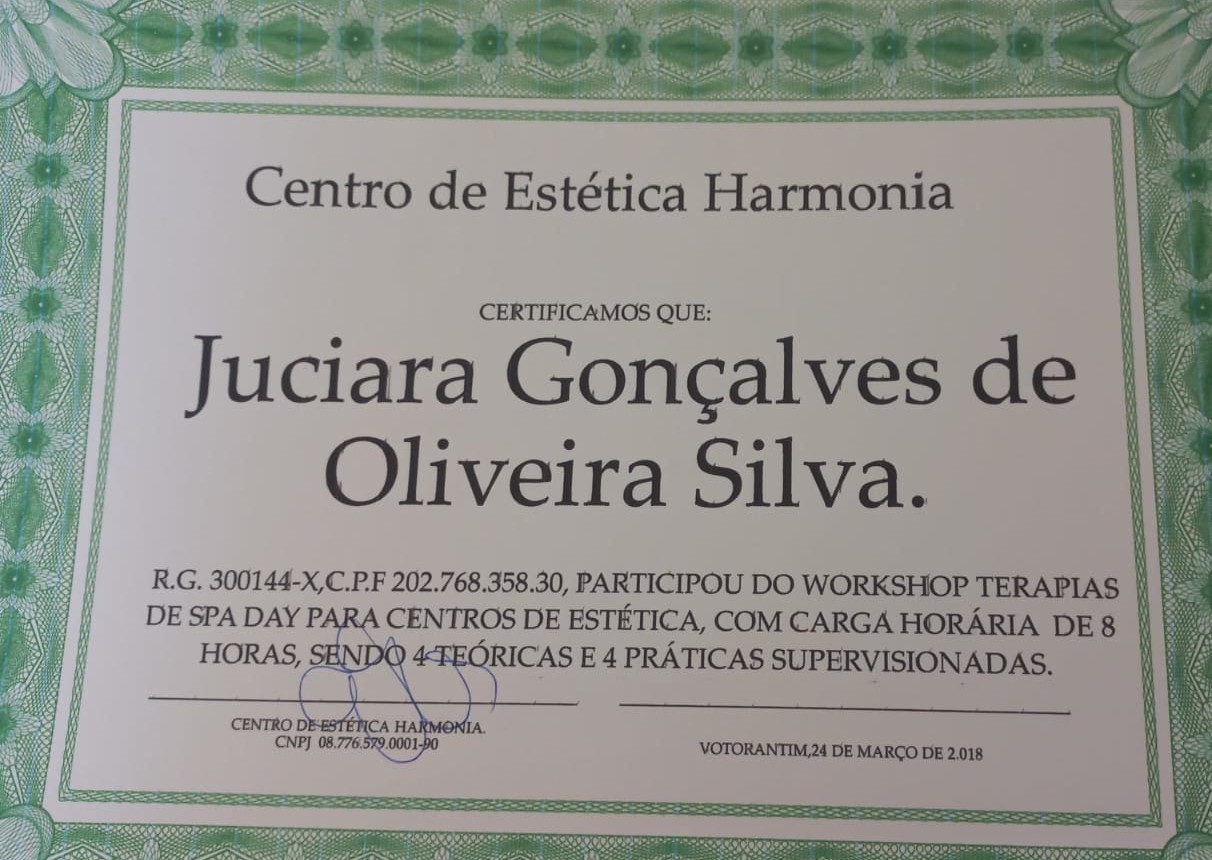 Centro de Estética Harmonia
CERTIFICAMOS QUE:
Juciara Gonçalves de
Oliveira Silva.
R.G. 300144-X,C.P.F 202.768.358.30, PARTICIPOU DO WORKSHOP TERAPIAS
DE SPA DAY PARA CENTROS DE ESTÉTICA, COM CARGA HORÁRIA DE 8
HORAS, SENDO 4 TEÓRICAS E 4 PRÁTICAS SUPERVISIONADAS.
CENTRO DE ESTÉTICA HARMONIA.
CNPJ 08.776.579.0001-90
VOTORANTIM,24 DE MARÇO DE 2.018